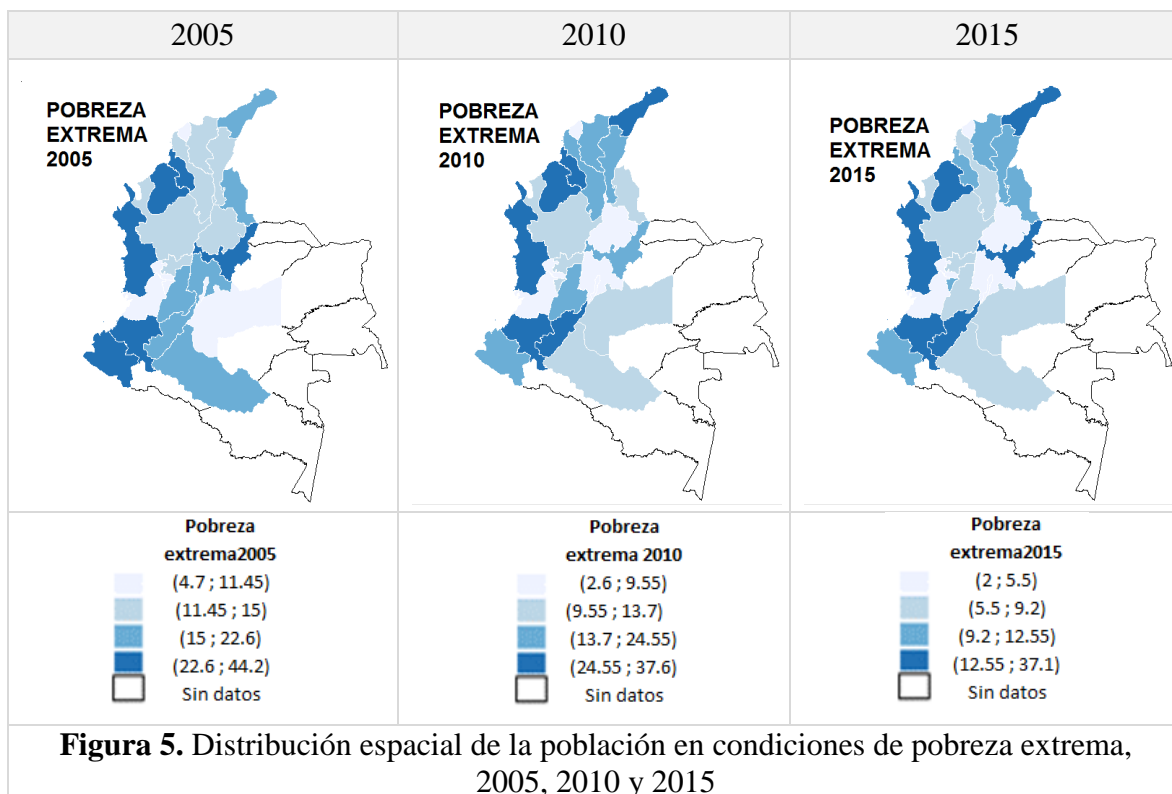 2005
2010
2015
POBREZA
EXTREMA
2005
POBREZA
EXTREMA
2010
POBREZA
EXTREMA
2015
Pobreza
extrema2005
(4.7 ; 11.45)
(11.45 ; 15)
(15 ; 22.6)
(22.6 ; 44.2)
Sin datos
Pobreza
extrema 2010
(2.6 ; 9.55)
(9.55 ; 13.7)
(13.7 ; 24.55)
(24.55 ; 37.6)
Sin datos
Pobreza
extrema2015
(2 ; 5.5)
(5.5 ; 9.2)
(9.2 ; 12.55)
(12.55 ; 37.1)
Sin datos
Figura 5. Distribución espacial de la población en condiciones de pobreza extrema,
2005, 2010 y 2015